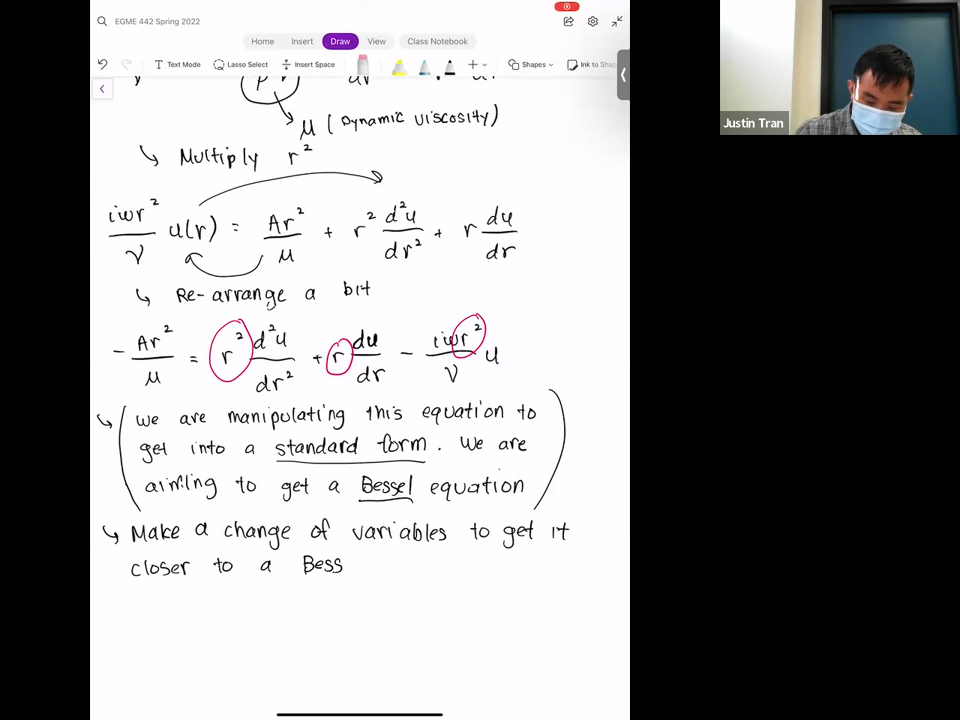 EGME 442 Spring 2022
Home Insert Draw View Class Notebook
Text Mode Lasso Select Insert Space Shapes Ink to Shap
μ (Dynamic viscosity)
↳ Multiply r²
iωr²/ν u(r) = Ar²/μ + r² d²u/dr² + r du/dr
↳ Re-arrange a bit
- Ar²/μ = r² d²u/dr² + r du/dr - iωr²/ν u
↳ (we are manipulating this equation to
get into a standard form. We are
aiming to get a Bessel equation)
↳ Make a change of variables to get it
closer to a Bess
Justin Tran